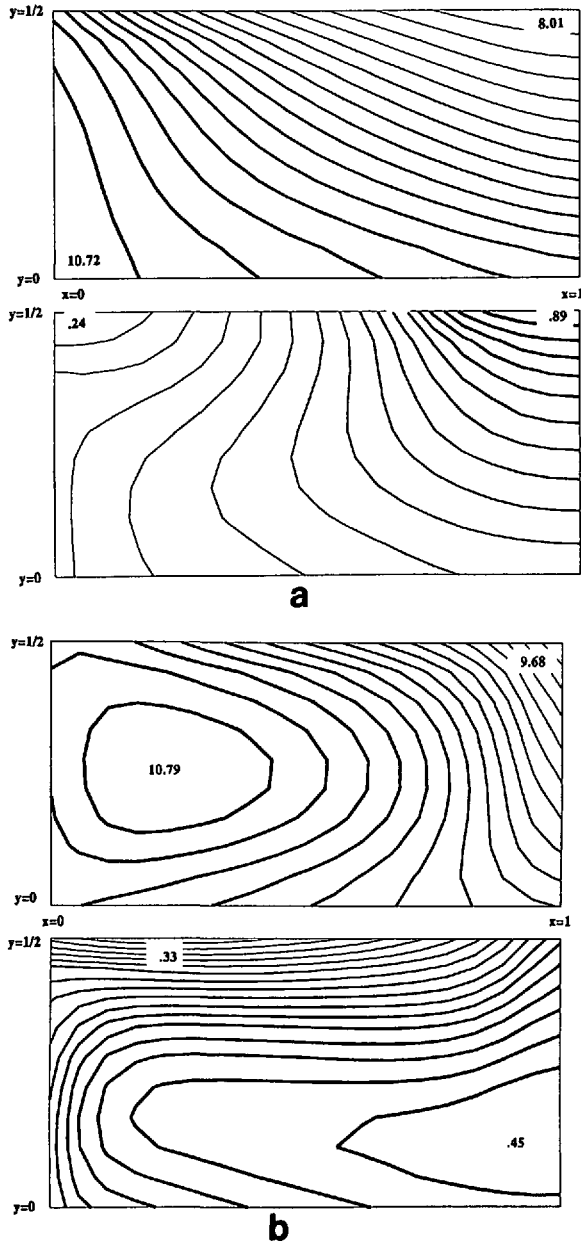 y=1/2
8.01
10.72
y=0
x=0
x=1
y=1/2
.24
.89
y=0
a
y=1/2
9.68
10.79
y=0
x=0
x=1
y=1/2
.33
.45
y=0
b